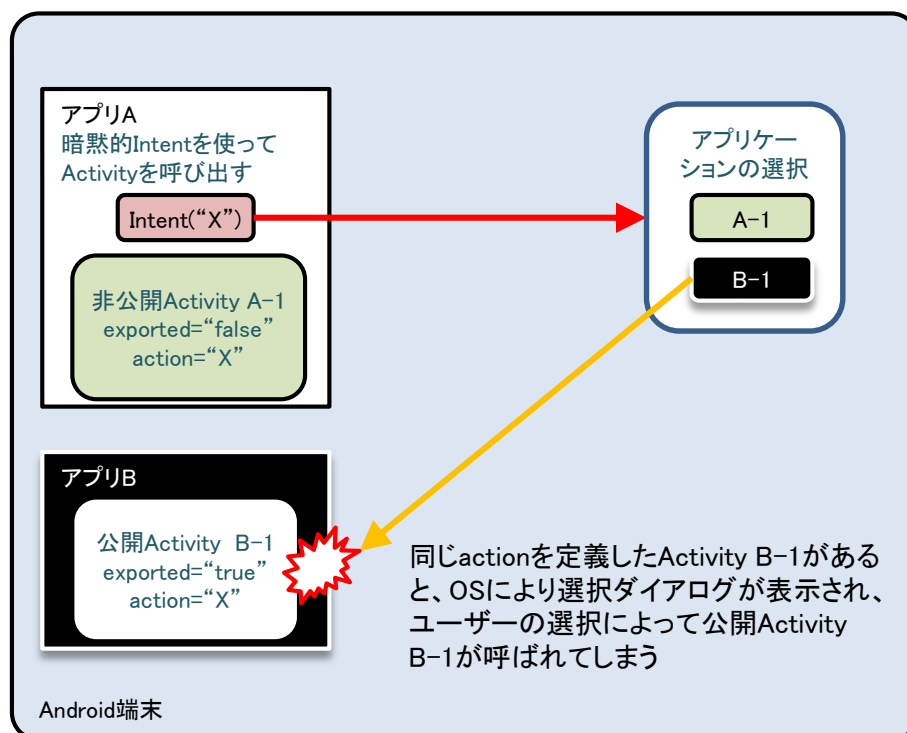 アプリA
暗黙的Intentを使って
Activityを呼び出す
Intent(“X”)
非公開Activity A-1
exported=“false”
action=“X”
アプリケー
ションの選択
A-1
B-1
アプリB
公開Activity B-1
exported=“true”
action=“X”
同じactionを定義したActivity B-1がある
と、OSにより選択ダイアログが表示され、
ユーザーの選択によって公開Activity
B-1が呼ばれてしまう
Android端末